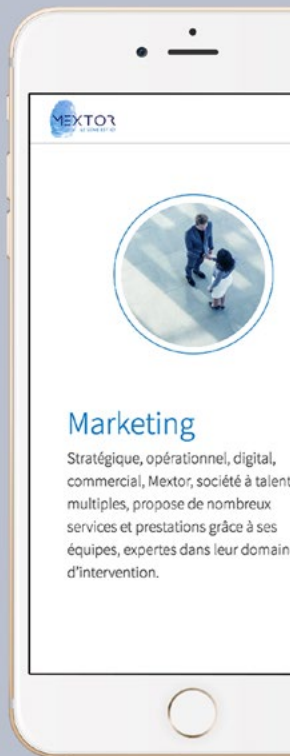 MEXTOR
Marketing
Stratégique, opérationnel, digital,
commercial, Mextor, société à talent
multiples, propose de nombreux
services et prestations grâce à ses
équipes, expertes dans leur domain
d'intervention.